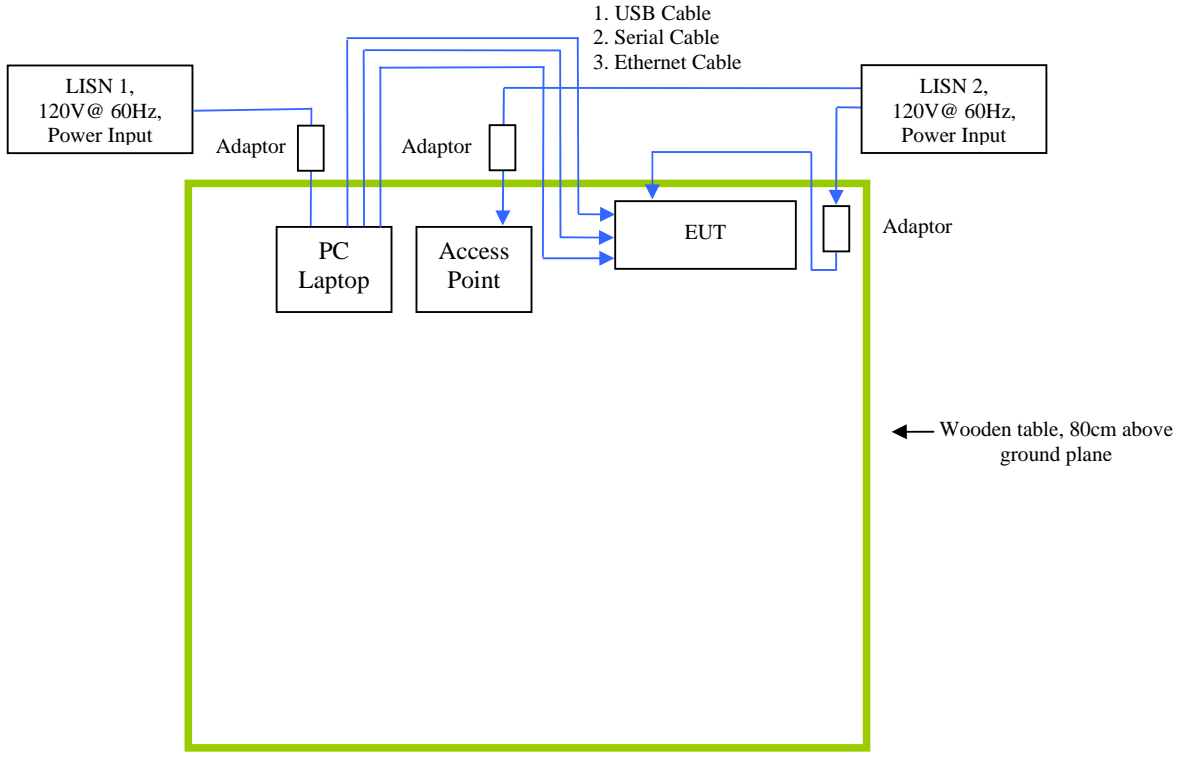 1. USB Cable
2. Serial Cable
3. Ethernet Cable
LISN 1,
120V@ 60Hz,
Power Input
LISN 2,
120V@ 60Hz,
Power Input
Adaptor
Adaptor
Adaptor
PC
Laptop
Access
Point
EUT
Wooden table, 80cm above
ground plane